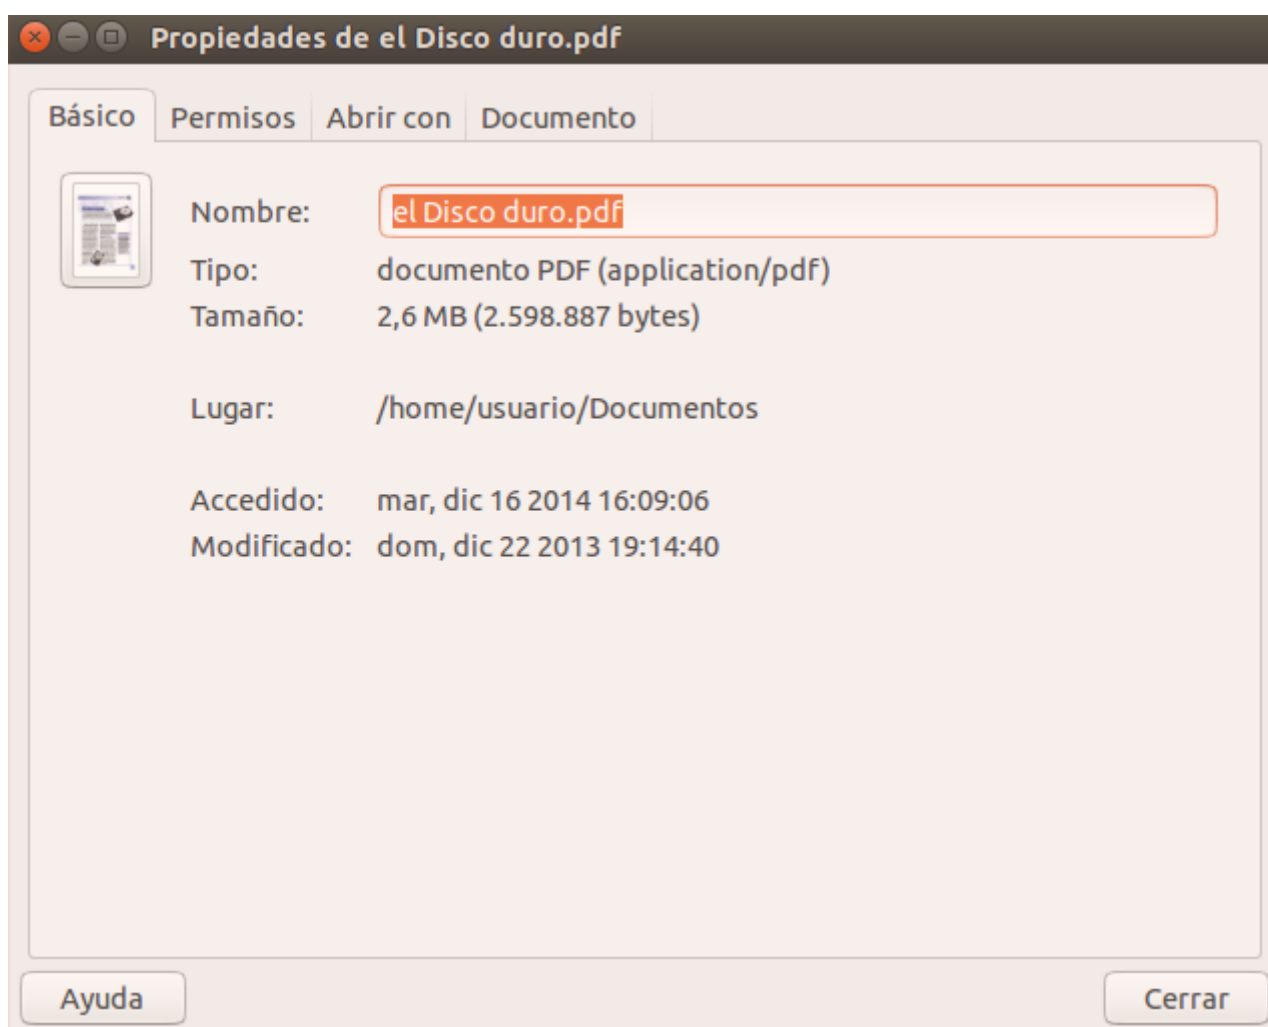 Propiedades de el Disco duro.pdf
Básico Permisos Abrir con Documento
Nombre: el Disco duro.pdf
Tipo: documento PDF (application/pdf)
Tamaño: 2,6 MB (2.598.887 bytes)
Lugar: /home/usuario/Documentos
Accedido: mar, dic 16 2014 16:09:06
Modificado: dom, dic 22 2013 19:14:40
Ayuda Cerrar